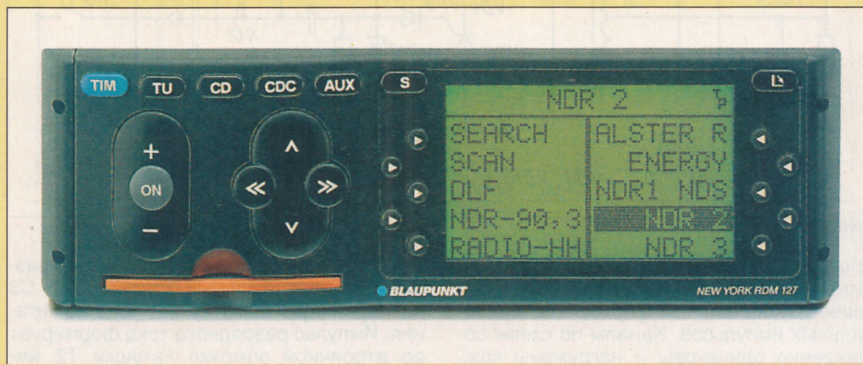 TIM TU CD CDC AUX S
NDR 2
SEARCH ALSTER R
SCAN ENERGY
DLF NDR1 NDS
NDR-90,3 NDR 2
RADIO-HH NDR 3
+
ON
−
BLAUPUNKT NEW YORK RDM 127